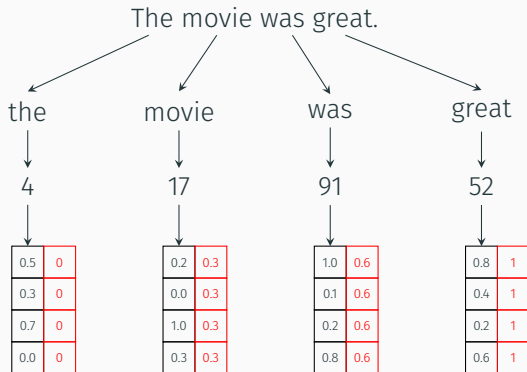 The movie was great.
the movie was great
4 17 91 52
0.5 0 0.2 0.3 1.0 0.6 0.8 1
0.3 0 0.0 0.3 0.1 0.6 0.4 1
0.7 0 1.0 0.3 0.2 0.6 0.2 1
0.0 0 0.3 0.3 0.8 0.6 0.6 1